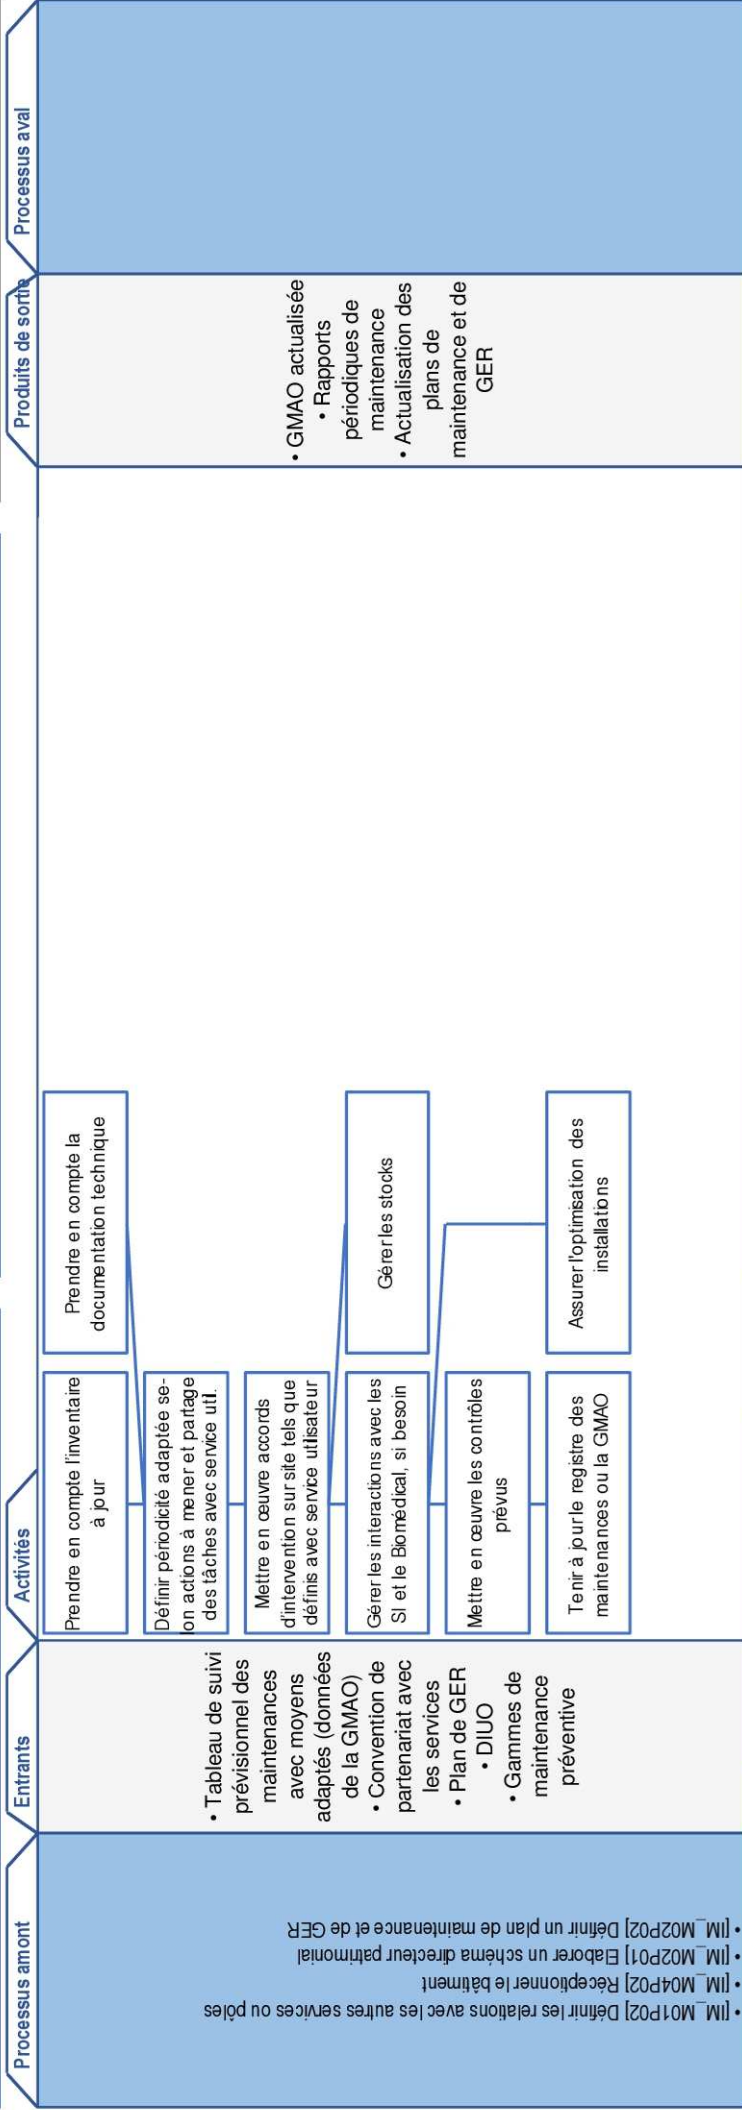 Processus amont
• [IM_M02P02] Définir un plan de maintenance et de GER
• [IM_M02P01] Elaborer un schéma directeur patrimonial
• [IM_M04P02] Réceptionner le bâtiment
• [IM_M01P02] Définir les relations avec les autres services ou pôles
Entrants
• Tableau de suivi
prévisionnel des
maintenances
avec moyens
adaptés (données
de la GMAO)
• Convention de
partenariat avec
les services
• Plan de GER
• DIUO
• Gammes de
maintenance
préventive
Activités
Prendre en compte l'inventaire
à jour
Prendre en compte la
documentation technique
Définir périodicité adaptée se-
lon actions à mener et partage
des tâches avec service uti.
Mettre en œuvre accords
d'intervention sur site tels que
définis avec service utilisateur
Gérer les interactions avec les
SI et le Biomédical, si besoin
Gérer les stocks
Mettre en œuvre les contrôles
prévus
Tenir à jour le registre des
maintenances ou la GMAO
Assurer l'optimisation des
installations
Produits de sortie
• GMAO actualisée
• Rapports
périodiques de
maintenance
• Actualisation des
plans de
maintenance et de
GER
Processus aval